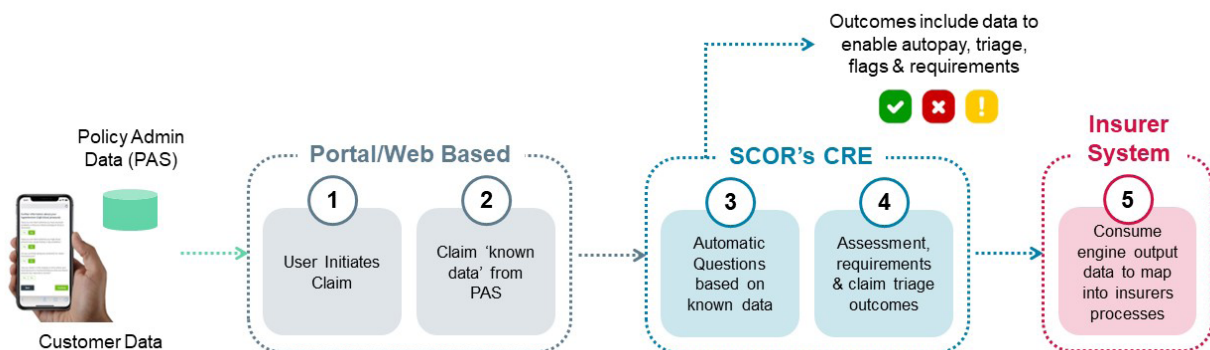 Outcomes include data to
enable autopay, triage,
flags & requirements
Policy Admin
Data (PAS)
Customer Data
Portal/Web Based
1
User Initiates
Claim
2
Claim ‘known
data’ from
PAS
SCOR's CRE
3
Automatic
Questions
based on
known data
4
Assessment,
requirements
& claim triage
outcomes
Insurer
System
5
Consume
engine output
data to map
into insurers
processes